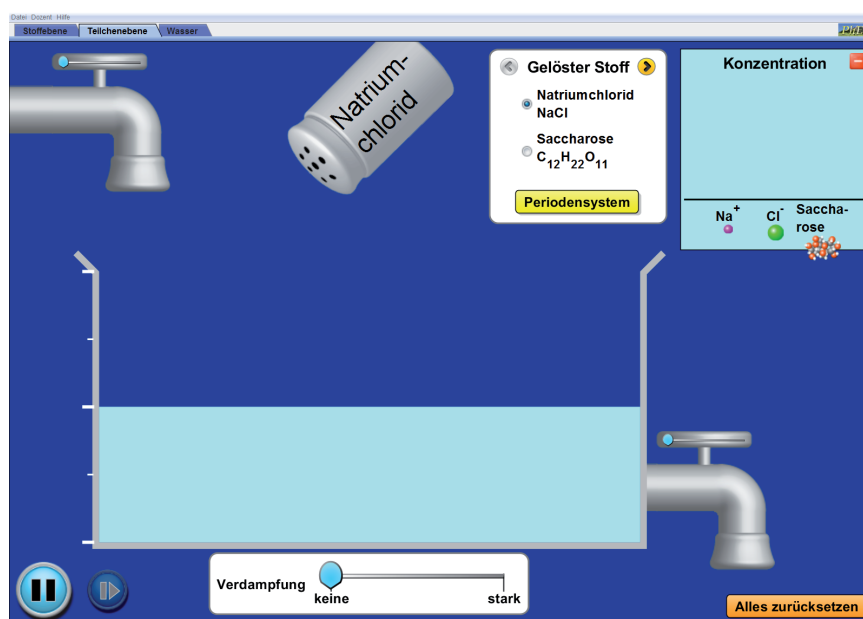 Datei Dozent Hilfe
Stoffebene Teilchenebene Wasser
PhET
Natrium-
chlorid
Gelöster Stoff
Natriumchlorid
NaCl
Saccharose
C₁₂H₂₂O₁₁
Periodensystem
Konzentration
Na⁺ Cl⁻ Saccha-
rose
Verdampfung
keine stark
Alles zurücksetzen